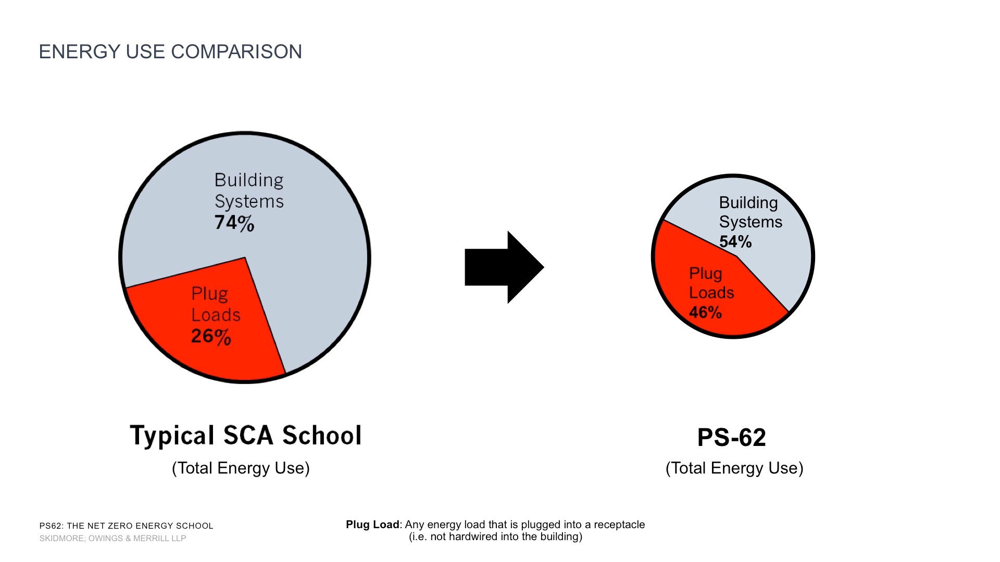 ENERGY USE COMPARISON
Building
Systems
74%
Plug
Loads
26%
Building
Systems
54%
Plug
Loads
46%
Typical SCA School
(Total Energy Use)
PS-62
(Total Energy Use)
PS62: THE NET ZERO ENERGY SCHOOL
SKIDMORE; OWINGS & MERRILL LLP
Plug Load: Any energy load that is plugged into a receptacle
(i.e. not hardwired into the building)